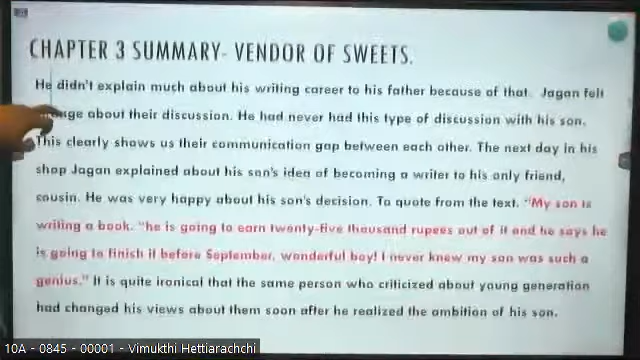 CHAPTER 3 SUMMARY- VENDOR OF SWEETS.
He didn't explain much about his writing career to his father because of that. Jagan felt
about their discussion. He had never had this type of discussion with his son.
This clearly shows us their communication gap between each other. The next day in his
shop Jagan explained about his son's idea of becoming a writer to his only friend,
cousin. He was very happy about his son's decision. To quote from the text. "My son is
writing a book. "he is going to earn twenty-five thousand rupees out of it and he says he
is going to finish it before September, wonderful boy! I never knew my son was such a
genius." It is quite ironical that the same person who criticized about young generation
had changed his views about them soon after he realized the ambition of his son.
10A - 0845 - 00001 - Vimukthi Hettiarachchi